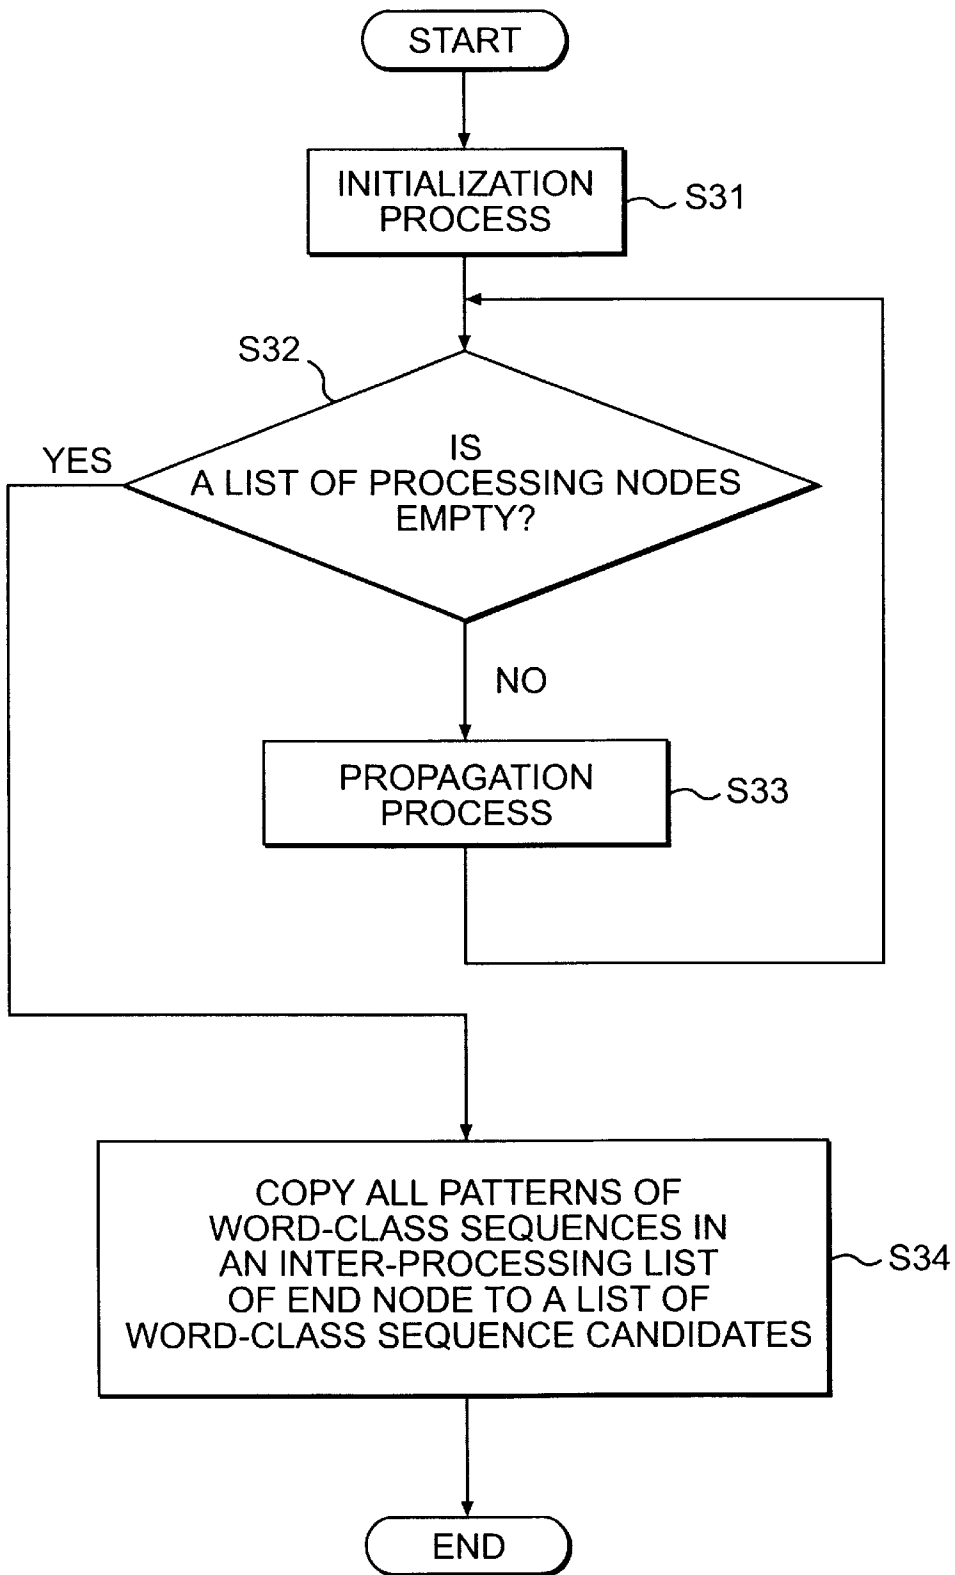 START
INITIALIZATION
PROCESS
S31
S32
YES
IS
A LIST OF PROCESSING NODES
EMPTY?
NO
PROPAGATION
PROCESS
S33
COPY ALL PATTERNS OF
WORD-CLASS SEQUENCES IN
AN INTER-PROCESSING LIST
OF END NODE TO A LIST OF
WORD-CLASS SEQUENCE CANDIDATES
S34
END